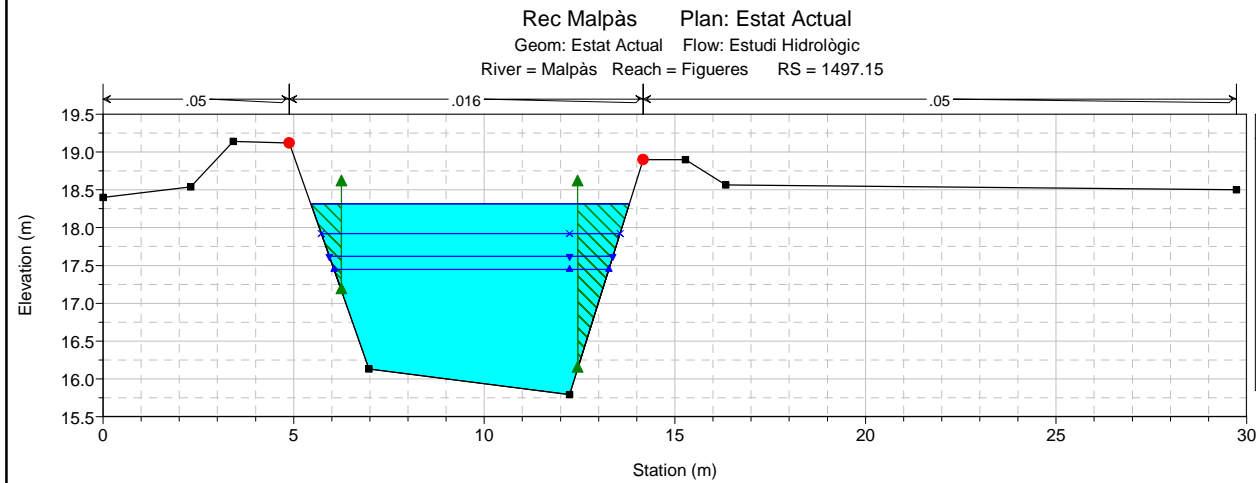 Rec Malpàs Plan: Estat Actual
Geom: Estat Actual Flow: Estudi Hidrològic
River = Malpàs Reach = Figueres RS = 1497.15
.05 .016 .05
19.5
19.0
18.5
18.0
17.5
17.0
16.5
16.0
15.5
Elevation (m)
0 5 10 15 20 25 30
Station (m)